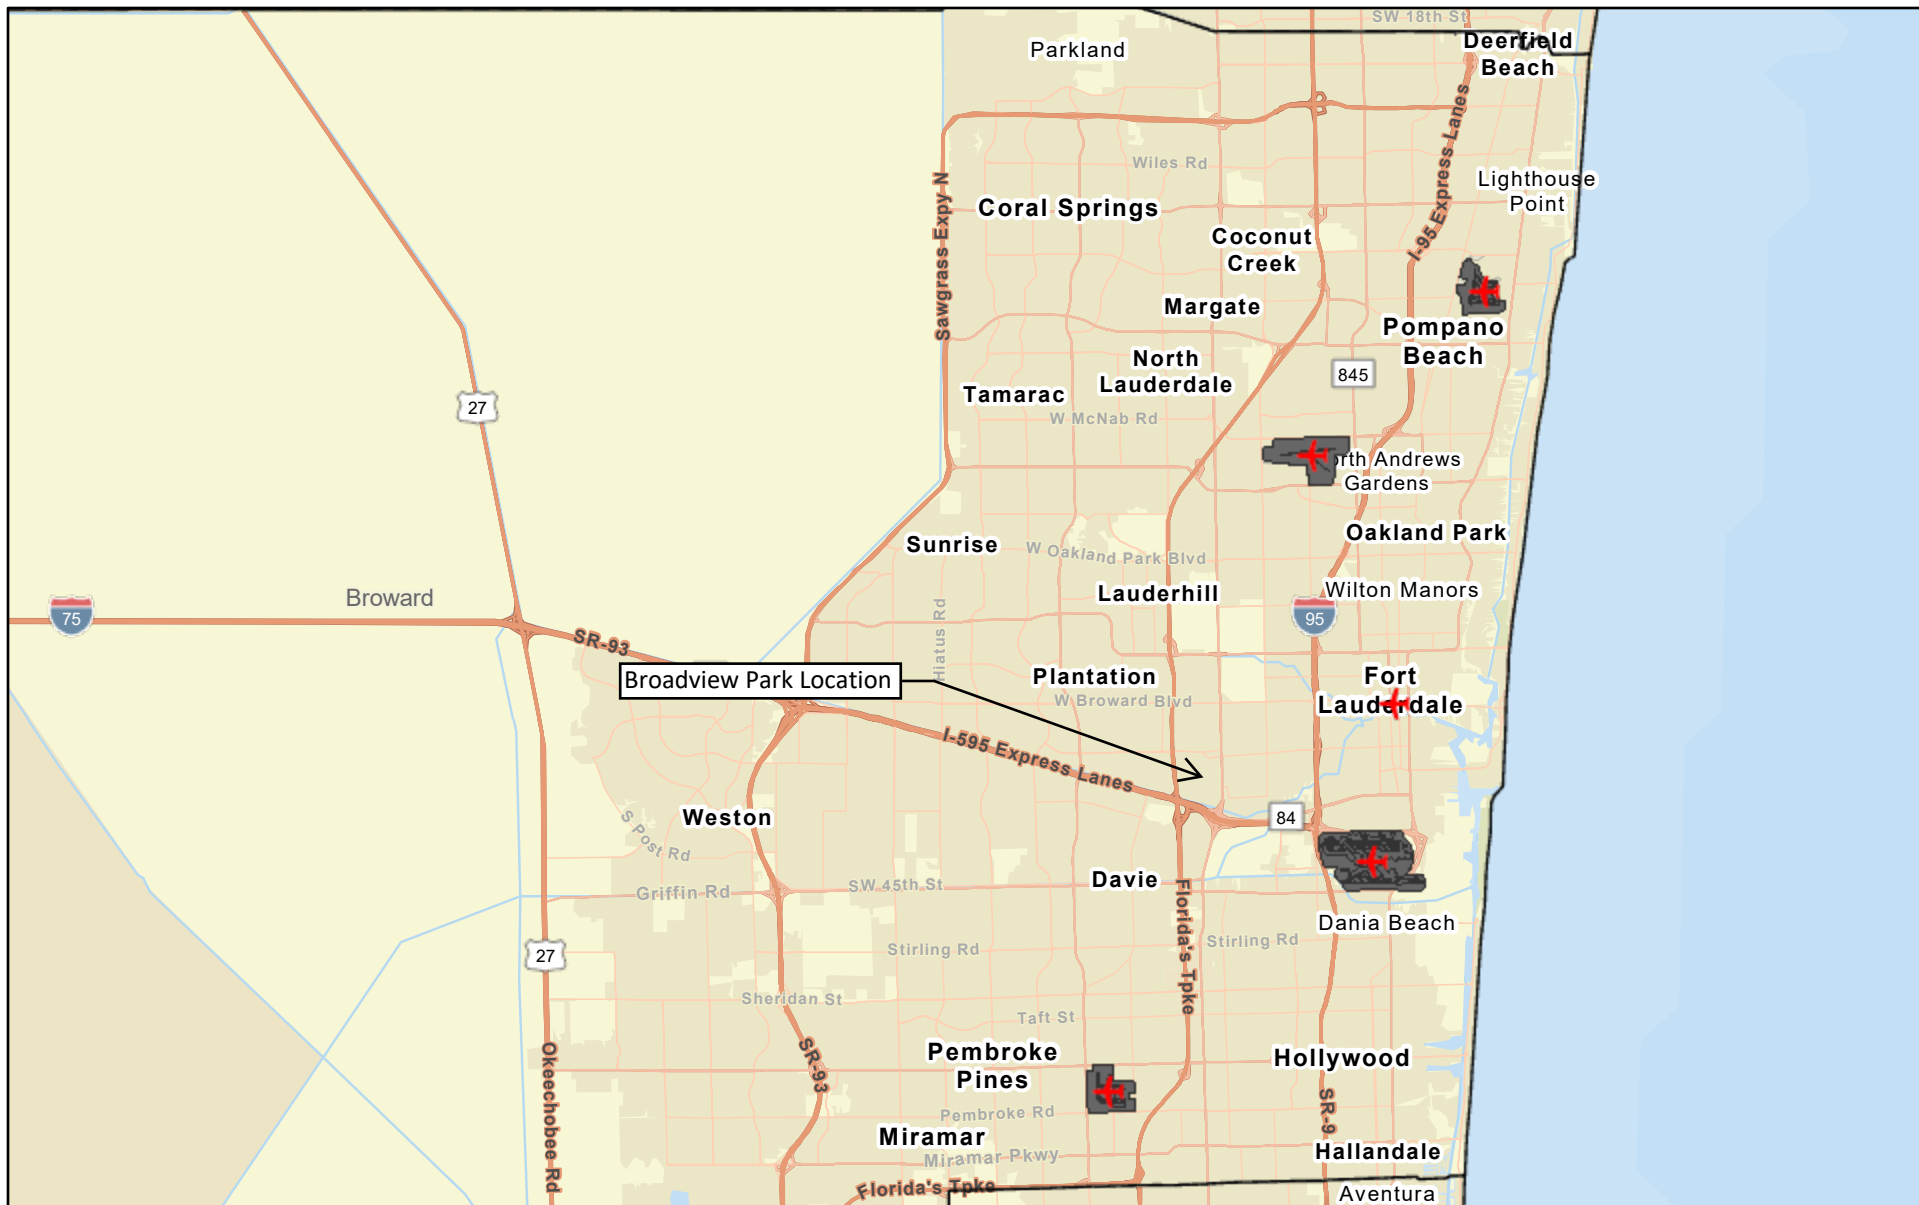 SW 18th St
Deerfield
Beach
Parkland
I-95 Express Lanes
Wiles Rd
Lighthouse
Point
Sawgrass Expy N
Coral Springs
Coconut
Creek
Margate
Pompano
Beach
North
Lauderdale
845
Tamarac
27
W McNab Rd
orth Andrews
Gardens
Oakland Park
Sunrise
W Oakland Park Blvd
Wilton Manors
Lauderhill
Broward
75
95
Hiatus Rd
SR-93
Broadview Park Location
Plantation
W Broward Blvd
Fort
Lauderdale
I-595 Express Lanes
Weston
84
S Post Rd
Davie
SW 45th St
Griffin Rd
Florida's Tpke
Dania Beach
Stirling Rd
Stirling Rd
27
Sheridan St
Taft St
Pembroke
Pines
Hollywood
SR-93
Okeechobee Rd
Pembroke Rd
SR-9
Miramar
Miramar Pkwy
Hallandale
Florida's Tpke
Aventura